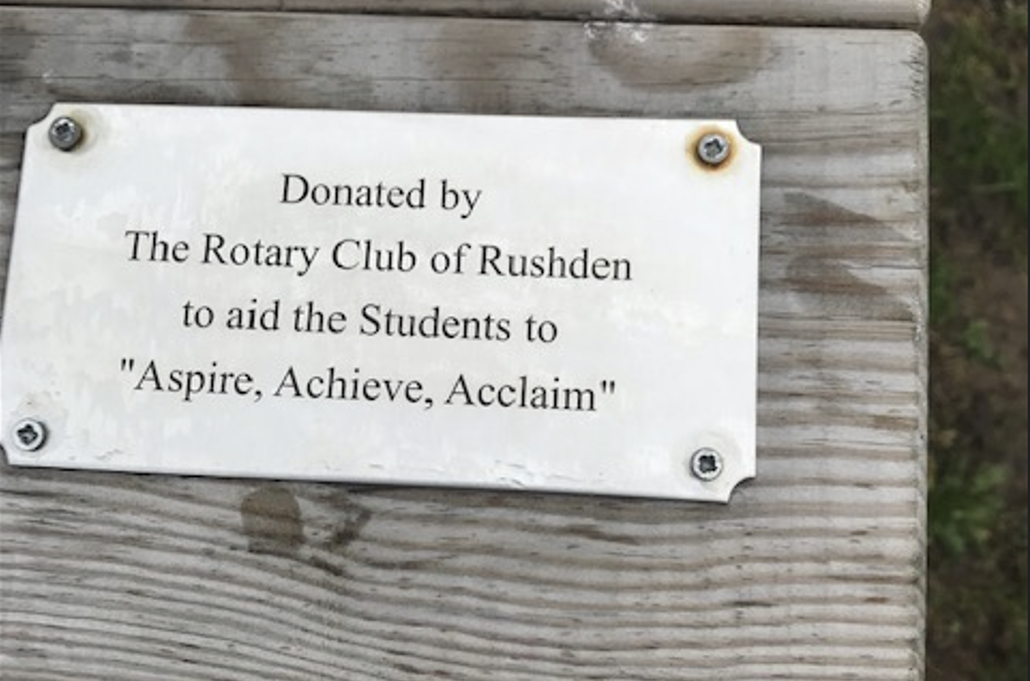 Donated by
The Rotary Club of Rushden
to aid the Students to
"Aspire, Achieve, Acclaim"